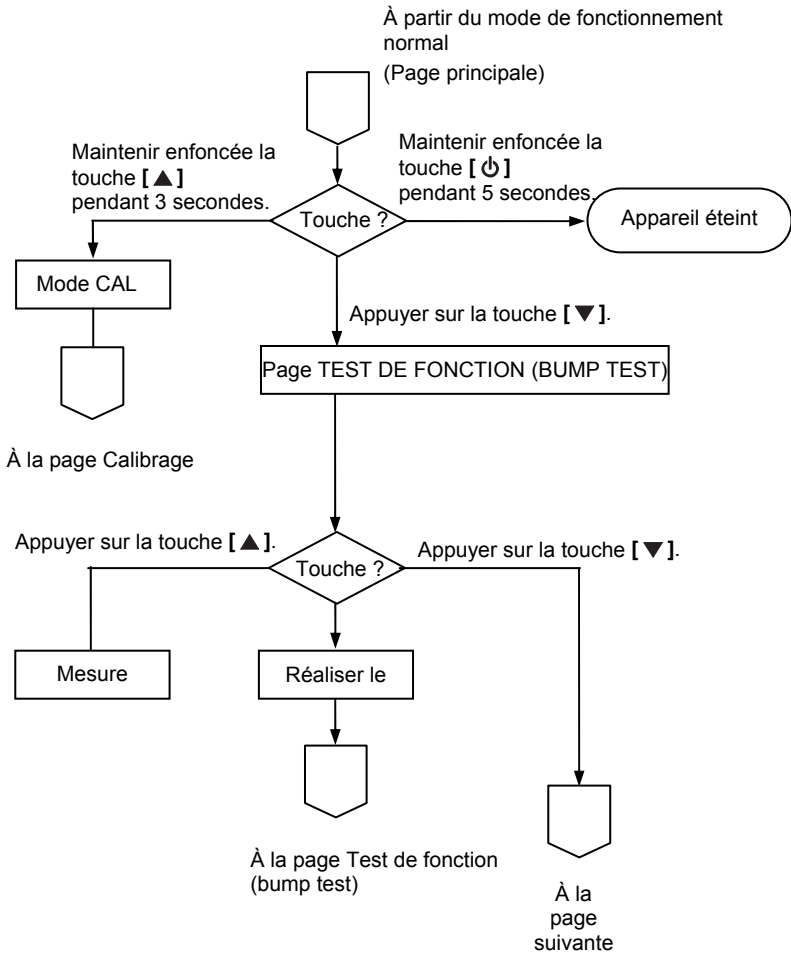 À partir du mode de fonctionnement
normal
(Page principale)
Maintenir enfoncée la
touche [▲]
pendant 3 secondes.
Maintenir enfoncée la
touche [⏻]
pendant 5 secondes.
Touche ?
Appareil éteint
Mode CAL
Appuyer sur la touche [▼].
Page TEST DE FONCTION (BUMP TEST)
À la page Calibrage
Appuyer sur la touche [▲].
Touche ?
Appuyer sur la touche [▼].
Mesure
Réaliser le
À la page Test de fonction
(bump test)
À la
page
suivante